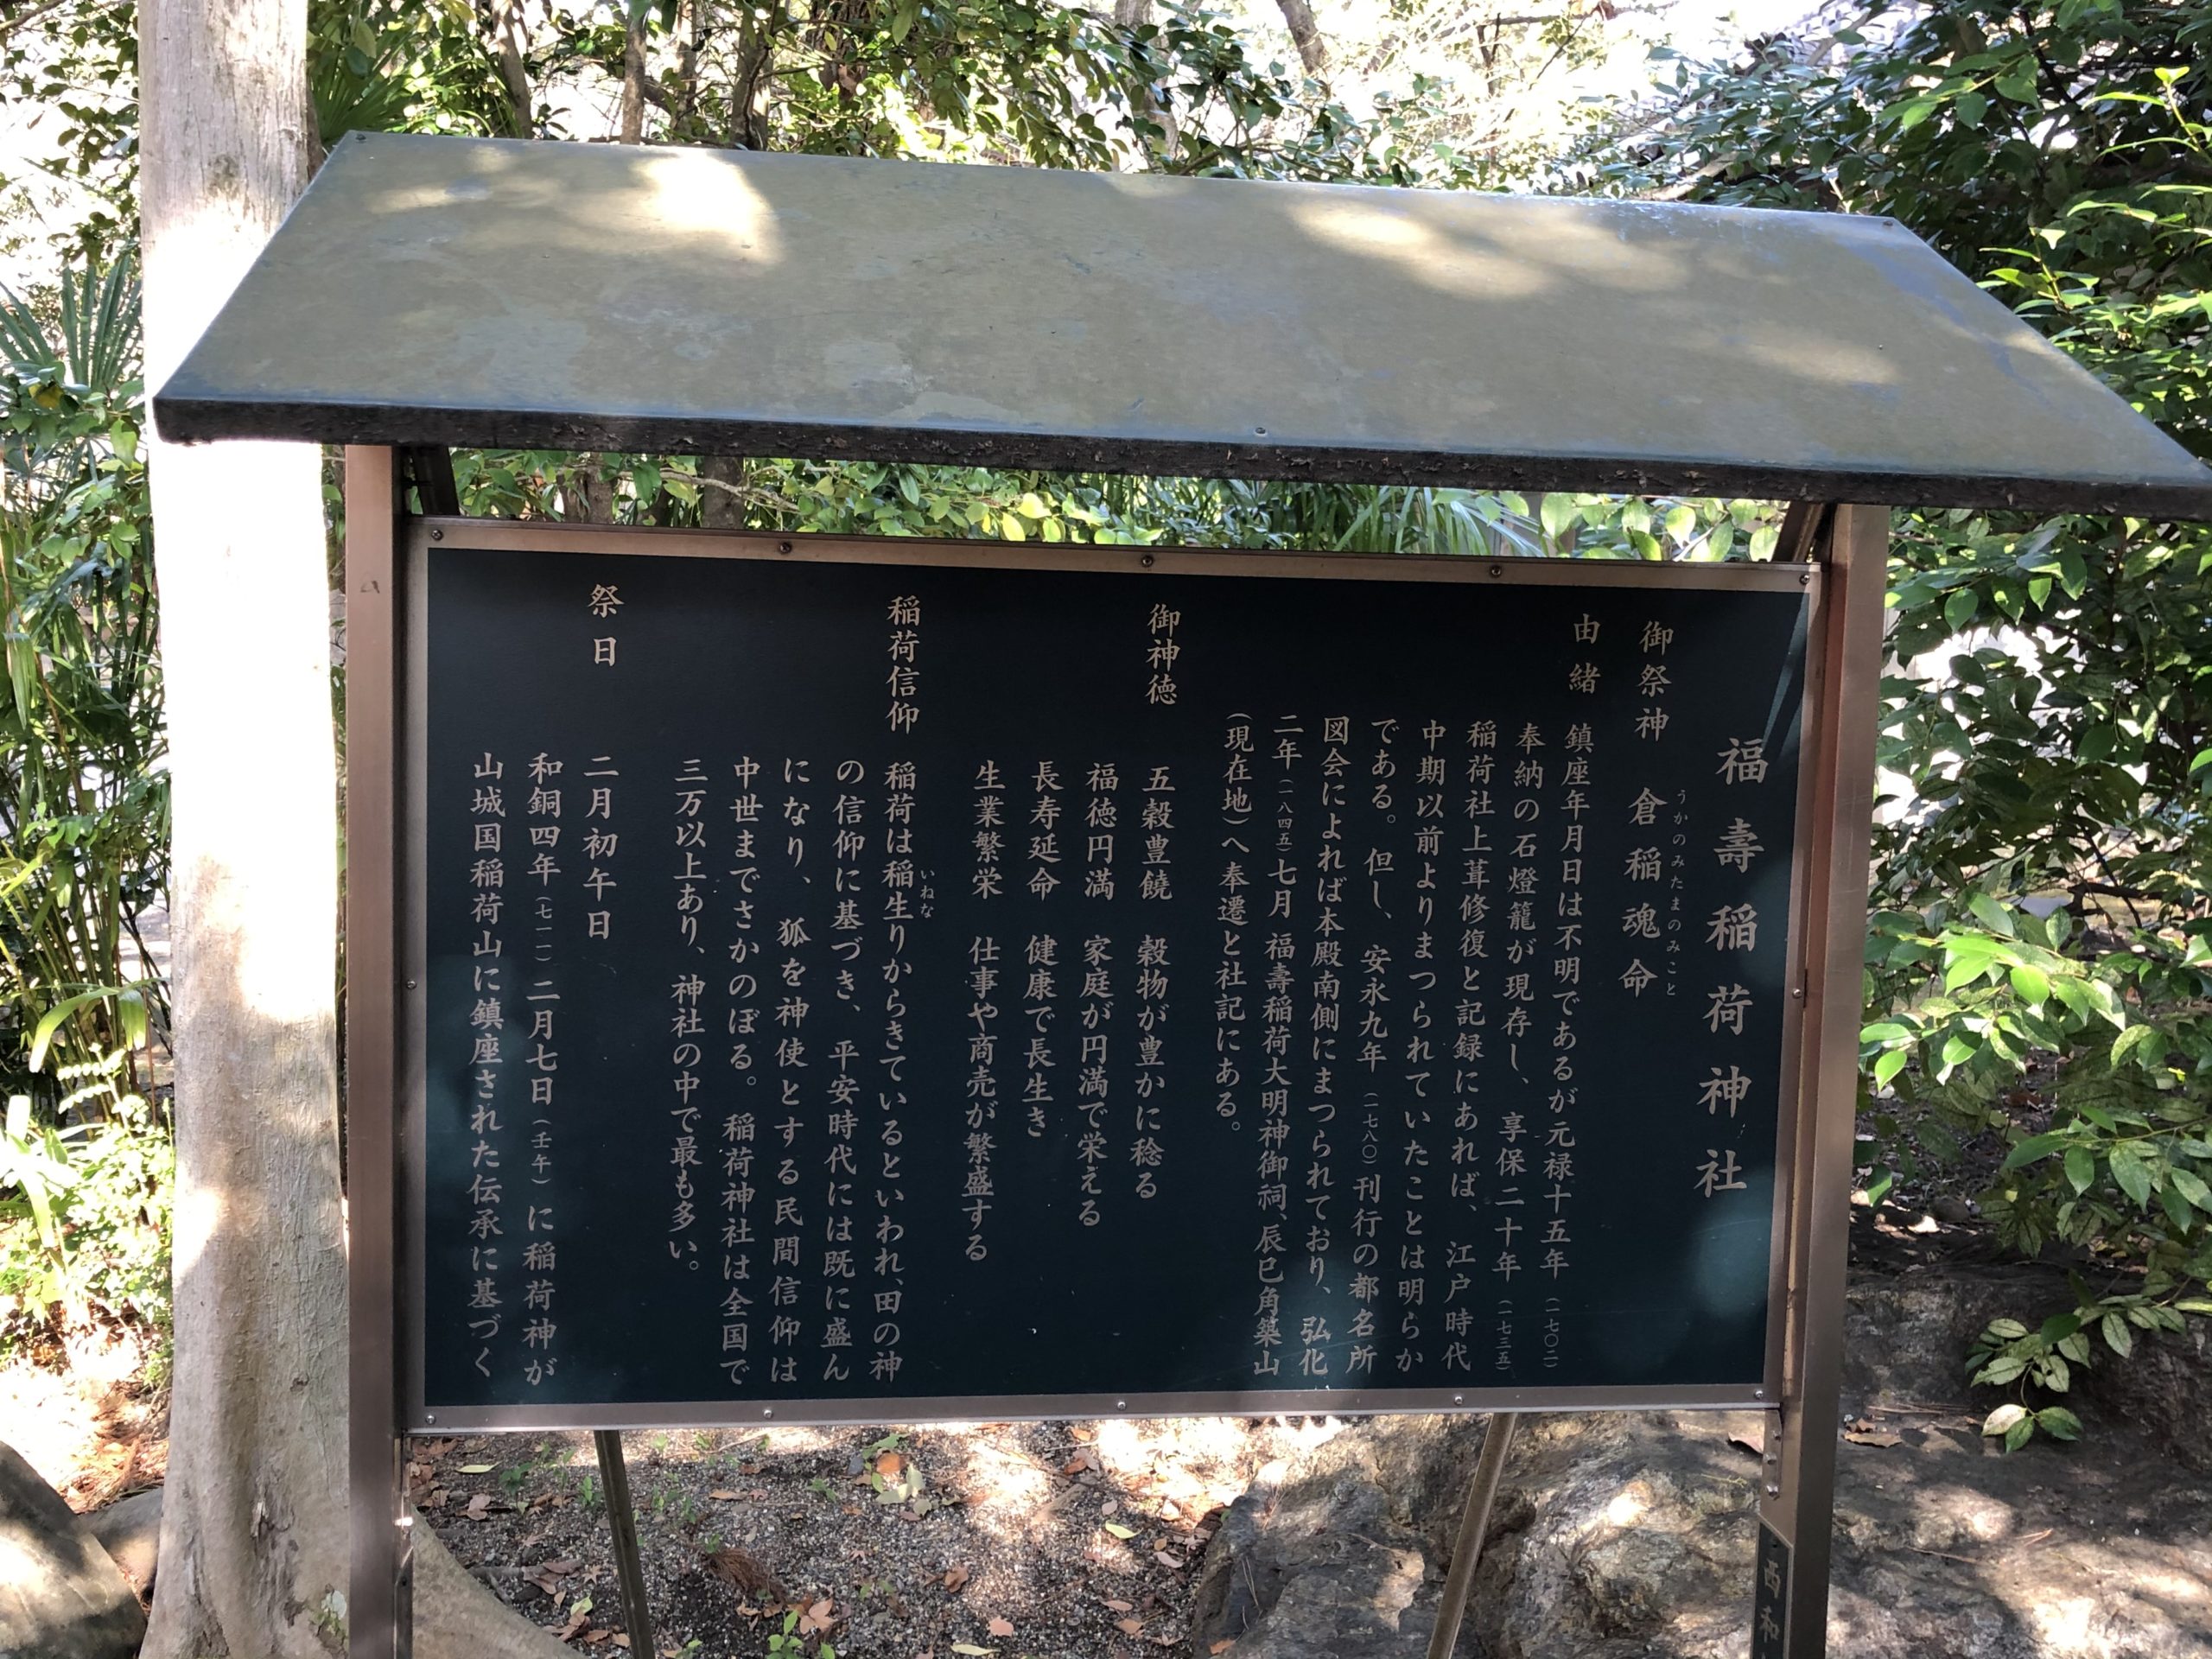 福壽稲荷神社
御祭神 倉稲魂命
うかのみたまのみこと
由緒 鎮座年月日は不明であるが元禄十五年(一七〇二)
奉納の石燈籠が現存し、享保二十年(一七三五)
稲荷社上葺修復と記録にあれば、江戸時代
中期以前よりまつられていたことは明らか
である。但し、安永九年(一七八〇)刊行の都名所
図会によれば本殿南側にまつられており、弘化
二年(一八四五)七月福壽稲荷大明神御祠、辰巳角築山
(現在地)へ奉遷と社記にある。
御神徳 五穀豊饒 穀物が豊かに稔る
福徳円満 家庭が円満で栄える
長寿延命 健康で長生き
生業繁栄 仕事や商売が繁盛する
稲荷信仰 稲荷は稲生りからきているといわれ、田の神
いねな
の信仰に基づき、平安時代には既に盛ん
になり、狐を神使とする民間信仰は
中世までさかのぼる。稲荷神社は全国で
三万以上あり、神社の中で最も多い。
祭日 二月初午日
和銅四年(七一一)二月七日(壬午)に稲荷神が
山城国稲荷山に鎮座された伝承に基づく
西和